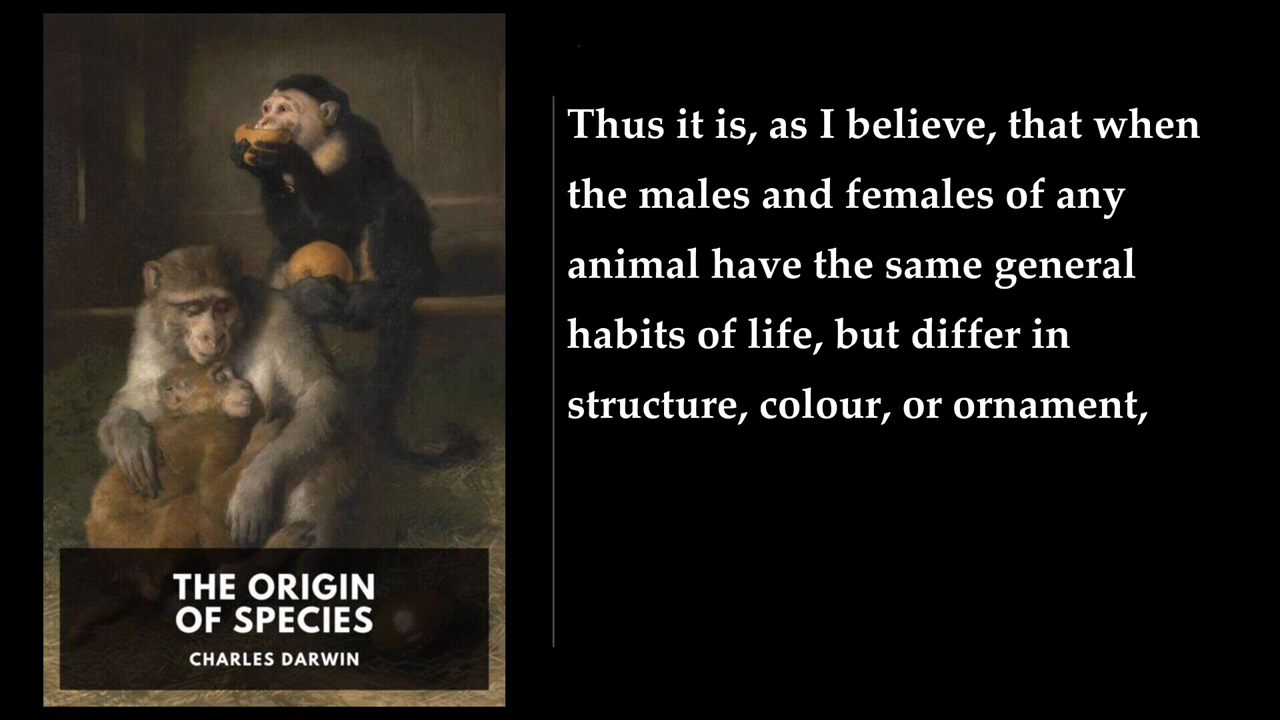 Thus it is, as I believe, that when
the males and females of any
animal have the same general
habits of life, but differ in
structure, colour, or ornament,
THE ORIGIN
OF SPECIES
CHARLES DARWIN